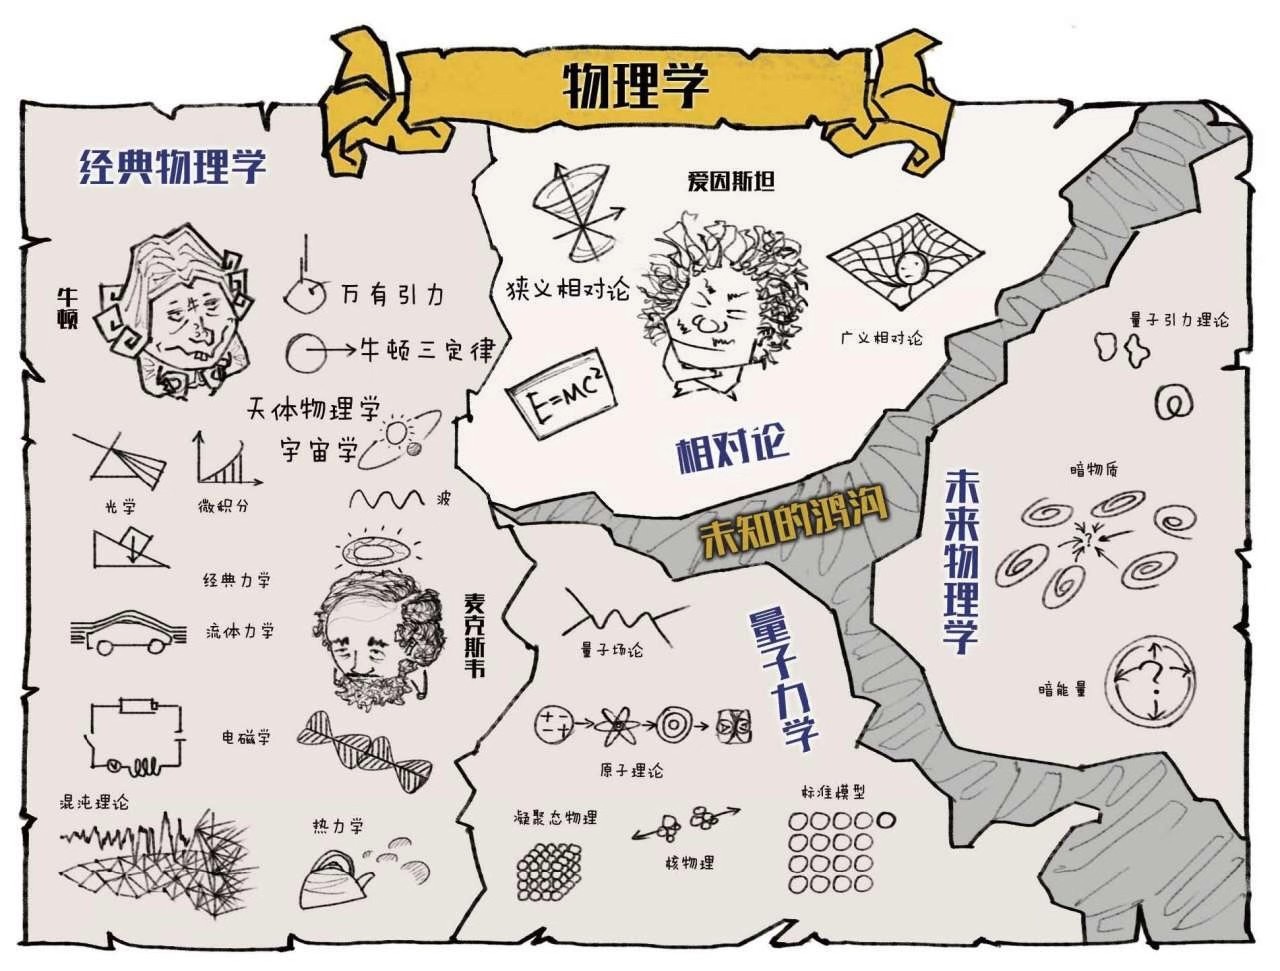 物理学
经典物理学
牛顿
万有引力
牛顿三定律
天体物理学
宇宙学
光学
微积分
波
经典力学
流体力学
麦克斯韦
电磁学
混沌理论
热力学
爱因斯坦
狭义相对论
广义相对论
E=MC²
相对论
未知的鸿沟
量子力学
量子场论
原子理论
凝聚态物理
核物理
标准模型
未来物理学
量子引力理论
暗物质
?
暗能量
?